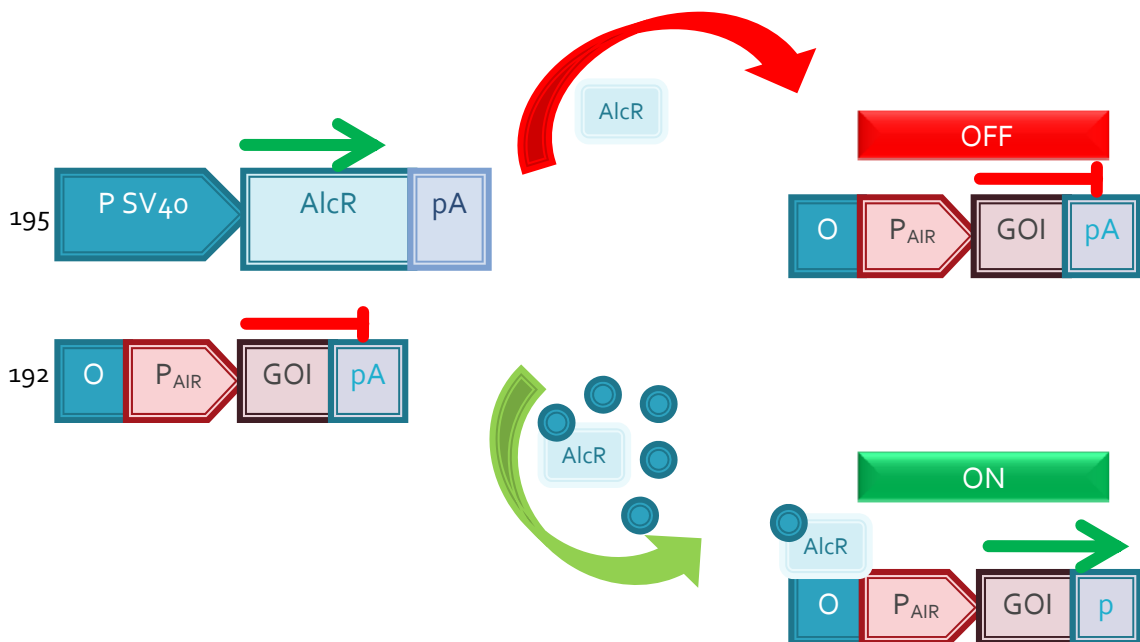 AlcR
OFF
195
P SV40
AlcR
pA
O
PAIR
GOI
pA
192
O
PAIR
GOI
pA
AlcR
ON
AlcR
O
PAIR
GOI
p